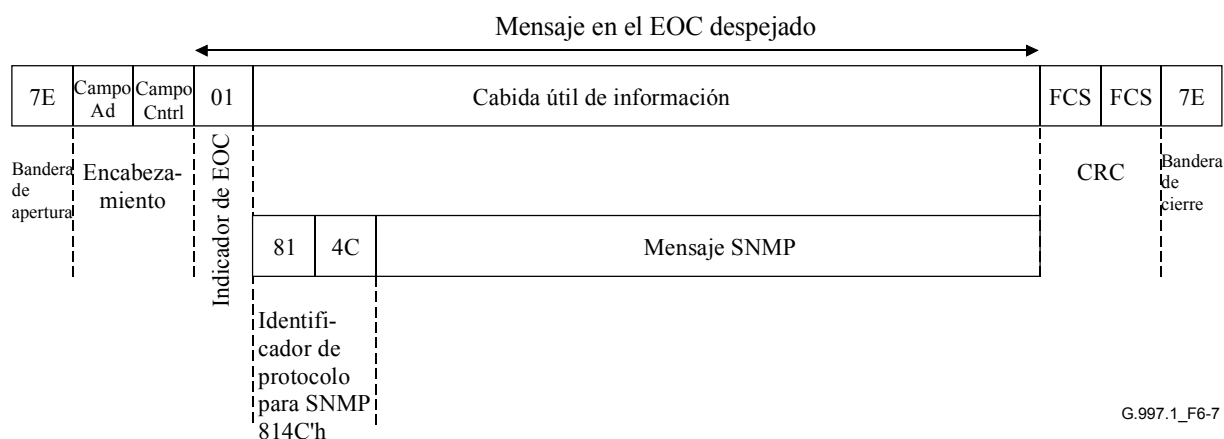 Mensaje en el EOC despejado
7E
Campo
Ad
Campo
Cntrl
01
Cabida útil de información
FCS
FCS
7E
Bandera
de
apertura
Encabeza-
miento
Indicador de EOC
CRC
Bandera
de
cierre
81
4C
Mensaje SNMP
Identifi-
cador de
protocolo
para SNMP
814C'h
G.997.1_F6-7